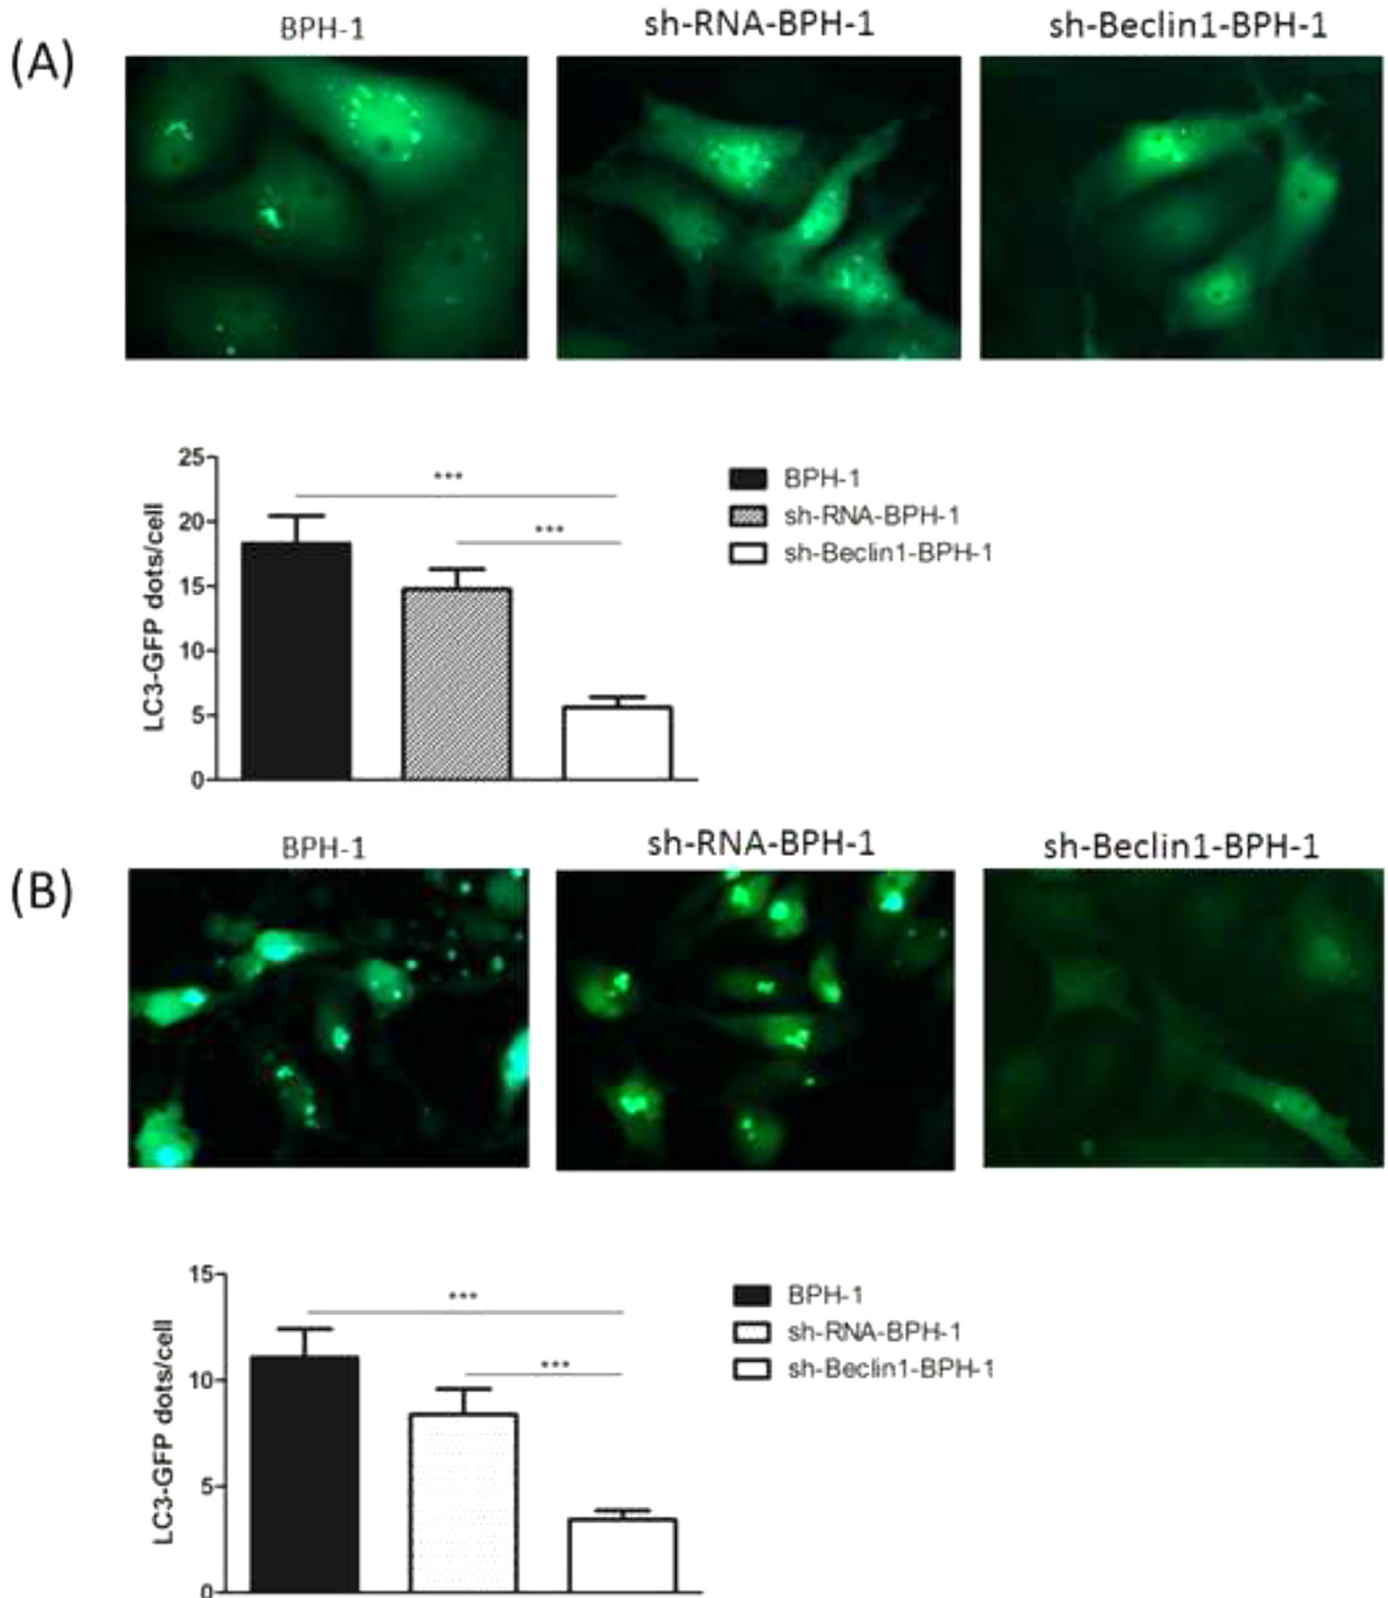 (A)
BPH-1 sh-RNA-BPH-1 sh-Beclin1-BPH-1
LC3-GFP dots/cell
25
20
15
10
5
0
***
***
BPH-1
sh-RNA-BPH-1
sh-Beclin1-BPH-1
(B)
BPH-1 sh-RNA-BPH-1 sh-Beclin1-BPH-1
LC3-GFP dots/cell
15
10
5
0
***
***
BPH-1
sh-RNA-BPH-1
sh-Beclin1-BPH-1